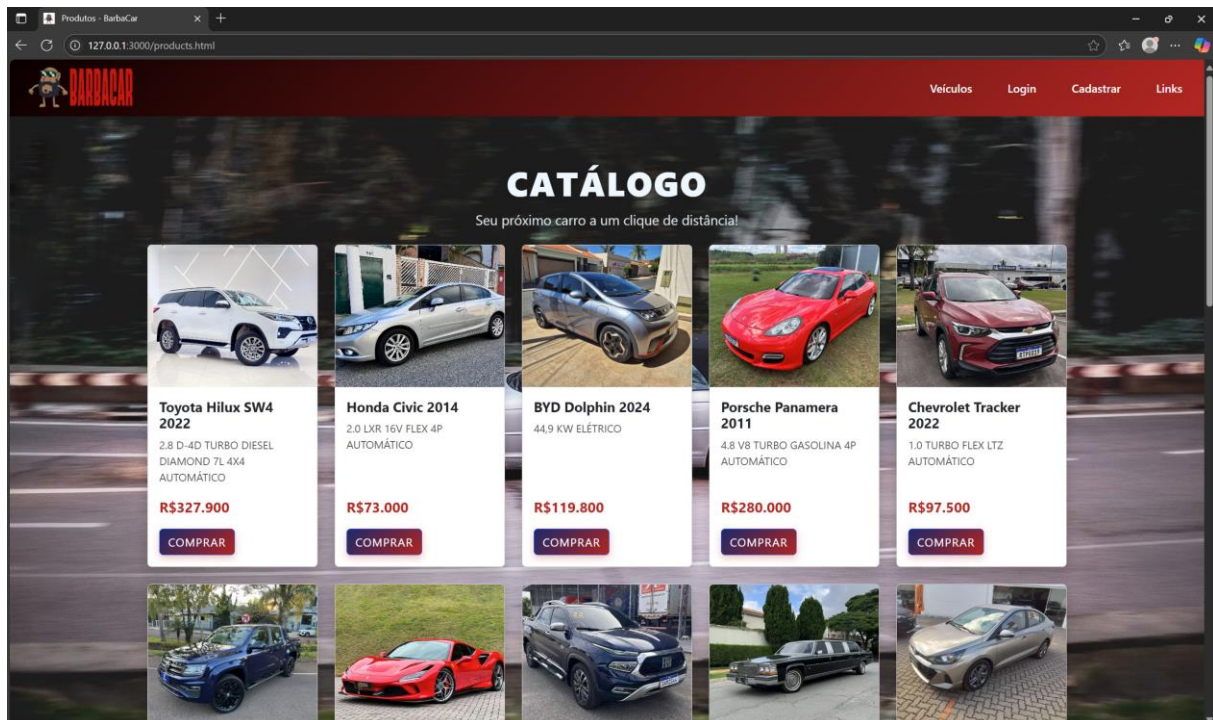 Produtos - BarbaCar
127.0.0.1:3000/products.html
BARBACAR
Veículos Login Cadastrar Links
CATÁLOGO
Seu próximo carro a um clique de distância!
Toyota Hilux SW4
2022
2.8 D-4D TURBO DIESEL
DIAMOND 7L 4X4
AUTOMÁTICO
R$327.900
COMPRAR
Honda Civic 2014
2.0 LXR 16V FLEX 4P
AUTOMÁTICO
R$73.000
COMPRAR
BYD Dolphin 2024
44,9 KW ELÉTRICO
R$119.800
COMPRAR
Porsche Panamera
2011
4.8 V8 TURBO GASOLINA 4P
AUTOMÁTICO
R$280.000
COMPRAR
Chevrolet Tracker
2022
1.0 TURBO FLEX LTZ
AUTOMÁTICO
R$97.500
COMPRAR